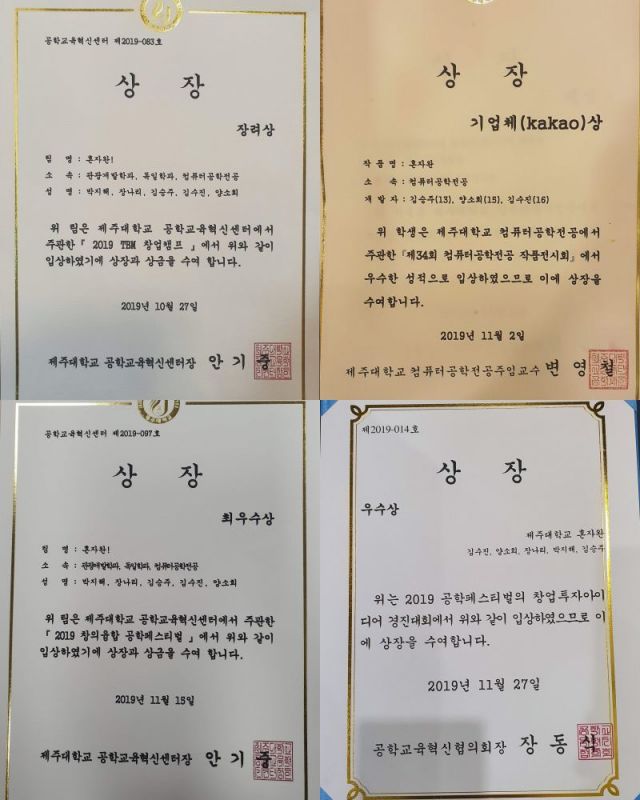 공학교육혁신센터 제2019-083호
상 장
장려상
팀 명 : 혼자완!
소 속 : 관광개발학과, 독일학과, 컴퓨터공학전공
성 명 : 박지해, 장나리, 김승주, 김수진, 양소희
위 팀은 제주대학교 공학교육혁신센터에서
주관한『 2019 TBM 창업캠프 』에서 위와 같이
입상하였기에 상장과 상금을 수여 합니다.
2019년 10월 27일
제주대학교 공학교육혁신센터장 안 기 중
상 장
기업체(kakao)상
작 품 명 : 혼자완
소 속 : 컴퓨터공학전공
개 발 자 : 김승주(13), 양소희(15), 김수진(16)
위 학생은 제주대학교 컴퓨터공학전공에서
주관한『제34회 컴퓨터공학전공 작품전시회』에서
우수한 성적으로 입상하였으므로 이에 상장을
수여합니다.
2019년 11월 2일
제주대학교 컴퓨터공학전공주임교수 변 영 철
공학교육혁신센터 제2019-097호
상 장
최우수상
팀 명 : 혼자완!
소 속 : 관광개발학과, 독일학과, 컴퓨터공학전공
성 명 : 박지해, 장나리, 김승주, 김수진, 양소희
위 팀은 제주대학교 공학교육혁신센터에서 주관한
『 2019 창의융합 공학페스티벌 』에서 위와 같이
입상하였기에 상장과 상금을 수여 합니다.
2019년 11월 15일
제주대학교 공학교육혁신센터장 안 기 중
제2019-014호
상 장
우수상
제주대학교 혼자완
김수진, 양소희, 장나리, 박지해, 김승주
위는 2019 공학페스티벌의 창업투자아이
디어 경진대회에서 위와 같이 입상하였으므로 이
에 상장을 수여합니다.
2019년 11월 27일
공학교육혁신협의회장 장 동 식